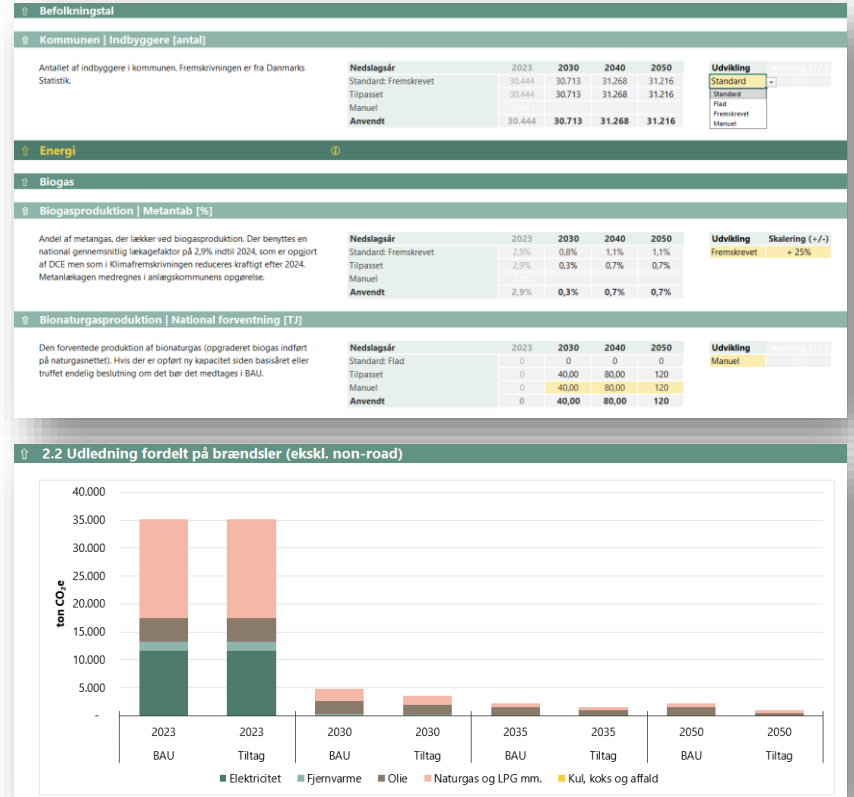 ⇧ Befolkningstal
⇧ Kommunen | Indbyggere [antal]
Antallet af indbyggere i kommunen. Fremskrivningen er fra Danmarks
Statistik.
Nedslagsår 2023 2030 2040 2050
Standard: Fremskrevet 30.444 30.713 31.268 31.216
Tilpasset 30.444 30.713 31.268 31.216
Manuel
Anvendt 30.444 30.713 31.268 31.216
Udvikling Skalering (+/-)
Standard
Standard
Flad
Fremskrevet
Manuel
⇧ Energi ①
⇧ Biogas
⇧ Biogasproduktion | Metantab [%]
Andel af metangas, der lækker ved biogasproduktion. Der benyttes en
national gennemsnitlig lækagefaktor på 2,9% indtil 2024, som er opgjort
af DCE men som i Klimafremskrivningen reduceres kraftigt efter 2024.
Metanlækagen medregnes i anlægskommunens opgørelse.
Nedslagsår 2023 2030 2040 2050
Standard: Fremskrevet 2,9% 0,8% 1,1% 1,1%
Tilpasset 2,9% 0,3% 0,7% 0,7%
Manuel
Anvendt 2,9% 0,3% 0,7% 0,7%
Udvikling Skalering (+/-)
Fremskrevet + 25%
⇧ Bionaturgasproduktion | National forventning [TJ]
Den forventede produktion af bionaturgas (opgraderet biogas indført
på naturgasnettet). Hvis der er opført ny kapacitet siden basisåret eller
truffet endelig beslutning om det bør det medtages i BAU.
Nedslagsår 2023 2030 2040 2050
Standard: Flad 0 0 0 0
Tilpasset 0 40,00 80,00 120
Manuel 0 40,00 80,00 120
Anvendt 0 40,00 80,00 120
Udvikling Skalering (+/-)
Manuel
⇧ 2.2 Udledning fordelt på brændsler (ekskl. non-road)
ton CO₂e
40.000
35.000
30.000
25.000
20.000
15.000
10.000
5.000
-
2023 2023 2030 2030 2035 2035 2050 2050
BAU Tiltag BAU Tiltag BAU Tiltag BAU Tiltag
Elektricitet Fjernvarme Olie Naturgas og LPG mm. Kul, koks og affald